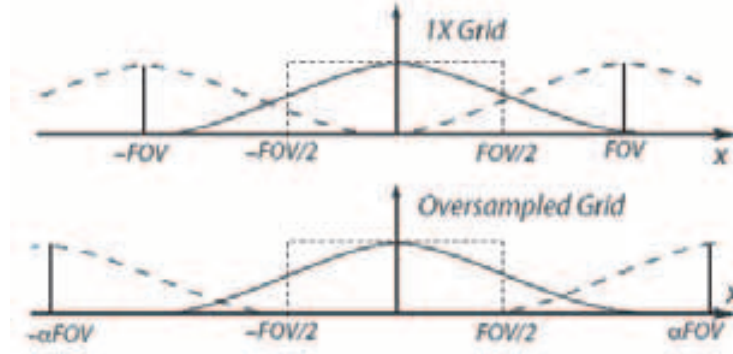 1X Grid
-FOV -FOV/2 FOV/2 FOV x
Oversampled Grid
-αFOV -FOV/2 FOV/2 αFOV